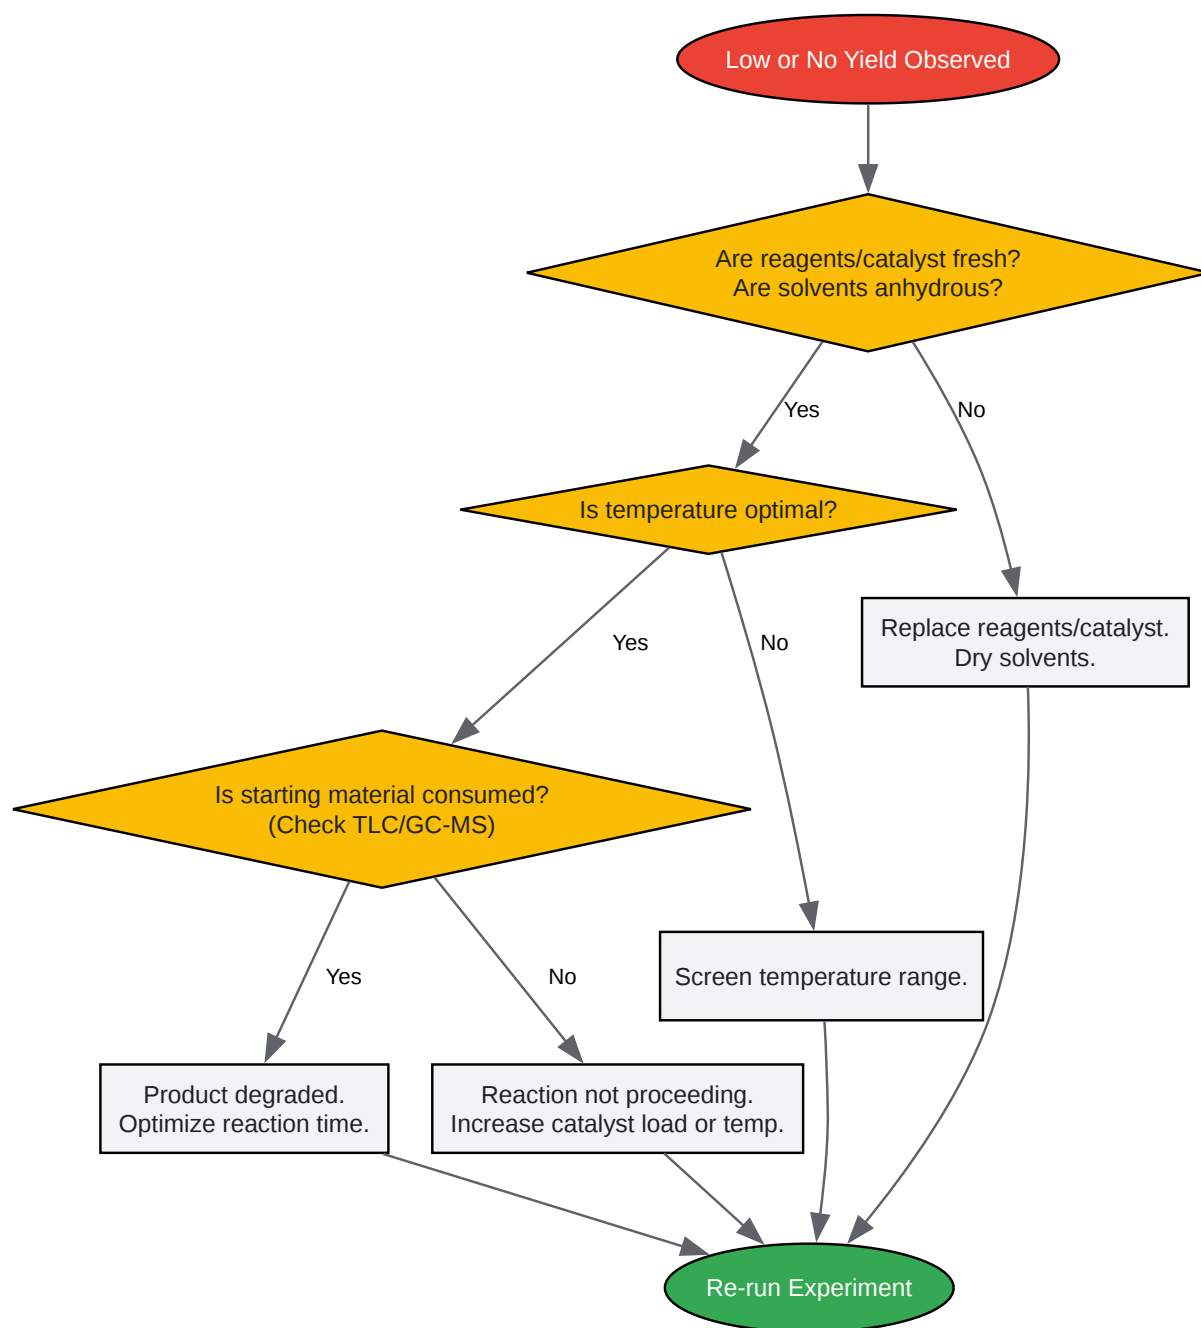 Low or No Yield Observed
Are reagents/catalyst fresh?
Are solvents anhydrous?
Yes
No
Is temperature optimal?
Replace reagents/catalyst.
Dry solvents.
Yes
No
Is starting material consumed?
(Check TLC/GC-MS)
Yes
No
Screen temperature range.
Product degraded.
Optimize reaction time.
Reaction not proceeding.
Increase catalyst load or temp.
Re-run Experiment